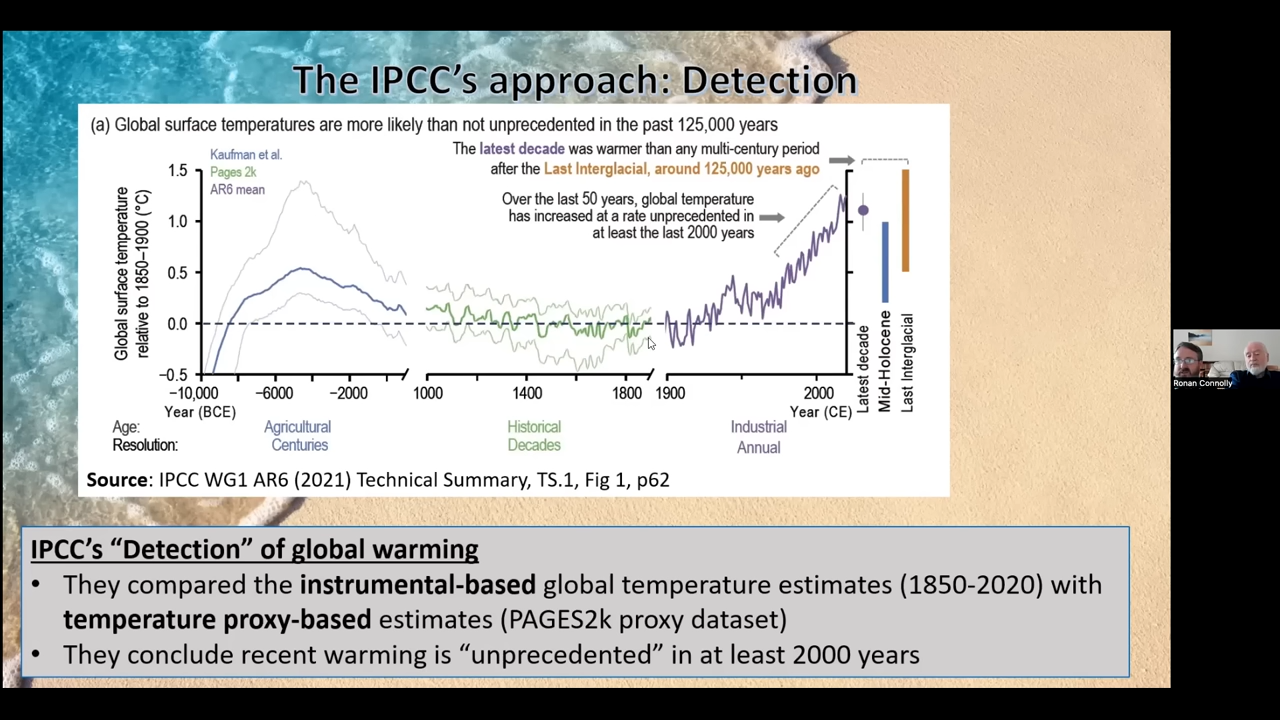 The IPCC’s approach: Detection
(a) Global surface temperatures are more likely than not unprecedented in the past 125,000 years
Kaufman et al.
Pages 2k
AR6 mean
The latest decade was warmer than any multi-century period
after the Last Interglacial, around 125,000 years ago
Over the last 50 years, global temperature
has increased at a rate unprecedented in
at least the last 2000 years
Global surface temperature
relative to 1850–1900 (°C)
1.5
1.0
0.5
0.0
−0.5
−10,000 −6000 −2000 1000 1400 1800 1900 2000
Year (BCE) Year (CE)
Latest decade
Mid-Holocene
Last Interglacial
Age: Agricultural Historical Industrial
Resolution: Centuries Decades Annual
Source: IPCC WG1 AR6 (2021) Technical Summary, TS.1, Fig 1, p62
IPCC’s “Detection” of global warming
• They compared the instrumental-based global temperature estimates (1850-2020) with
temperature proxy-based estimates (PAGES2k proxy dataset)
• They conclude recent warming is “unprecedented” in at least 2000 years
Ronan Connolly